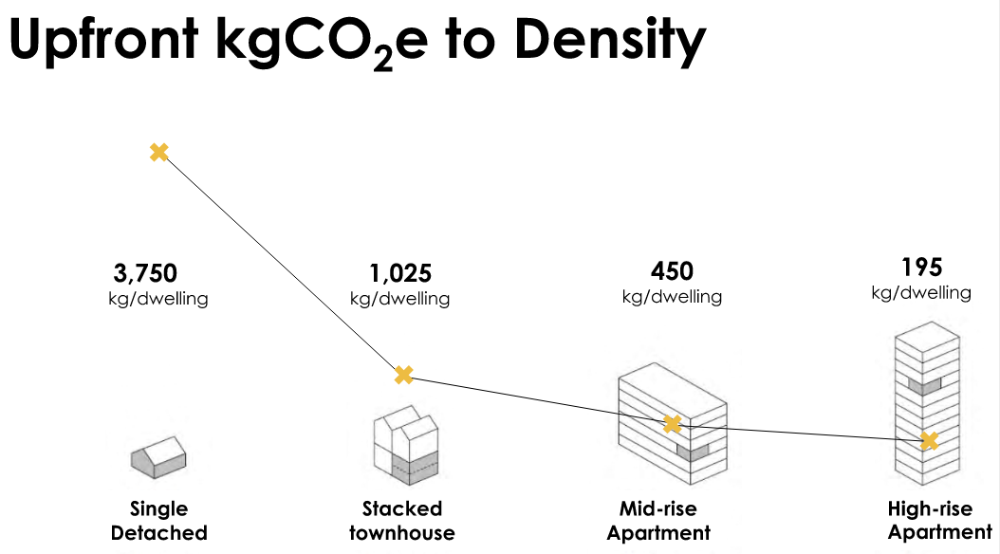 Upfront kgCO₂e to Density
3,750
kg/dwelling
1,025
kg/dwelling
450
kg/dwelling
195
kg/dwelling
Single
Detached
Stacked
townhouse
Mid-rise
Apartment
High-rise
Apartment